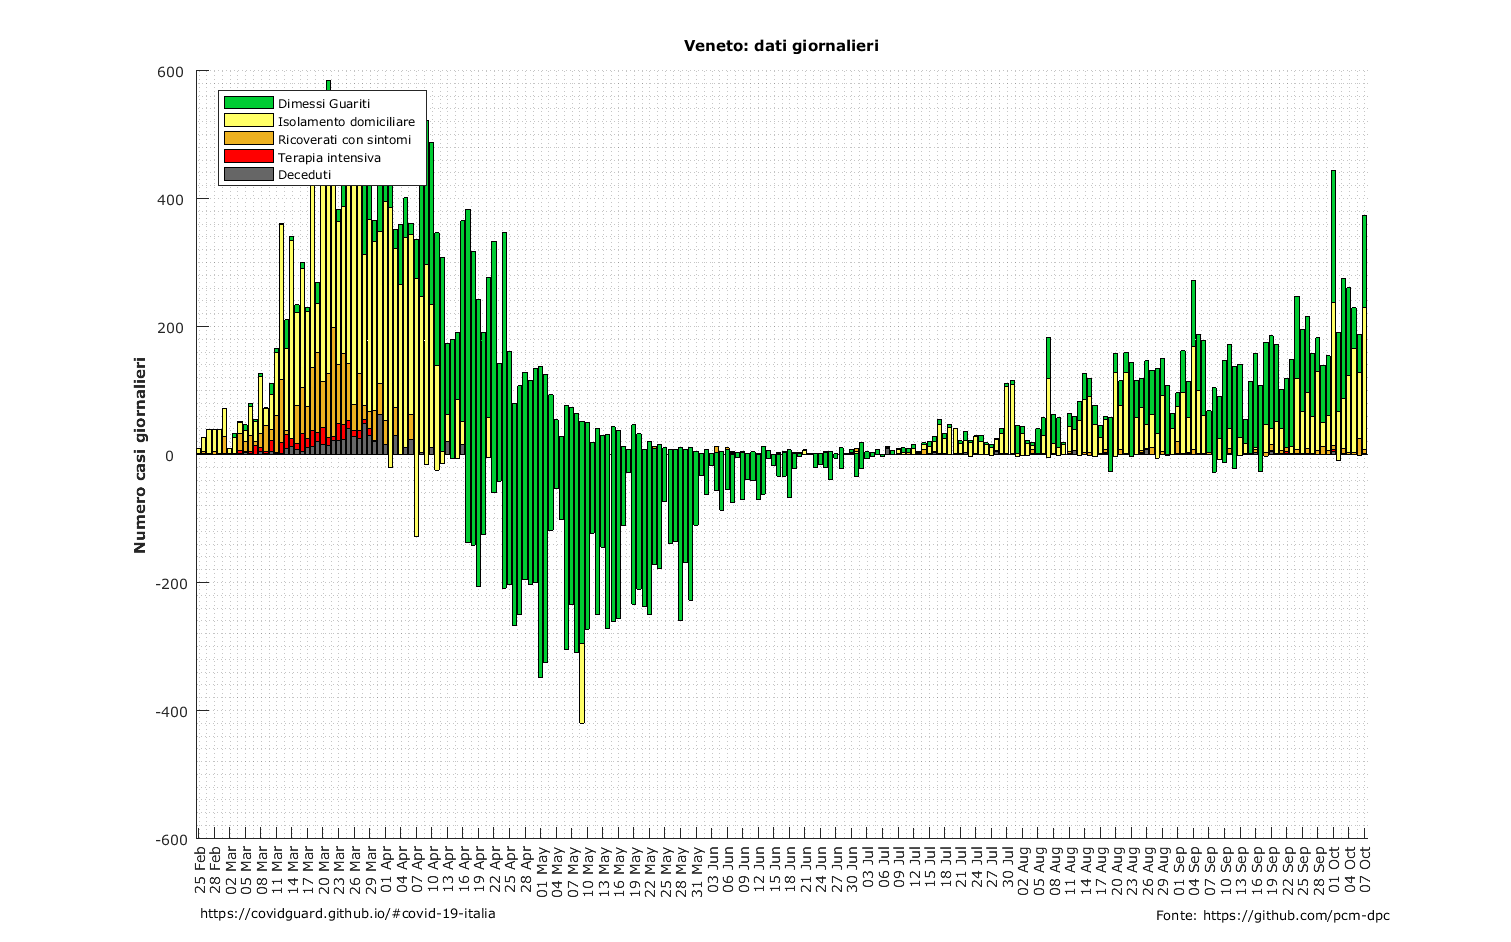 Veneto: dati giornalieri
600
400
200
0
-200
-400
-600
Numero casi giornalieri
Dimessi Guariti
Isolamento domiciliare
Ricoverati con sintomi
Terapia intensiva
Deceduti
25 Feb
28 Feb
02 Mar
05 Mar
08 Mar
11 Mar
14 Mar
17 Mar
20 Mar
23 Mar
26 Mar
29 Mar
01 Apr
04 Apr
07 Apr
10 Apr
13 Apr
16 Apr
19 Apr
22 Apr
25 Apr
28 Apr
01 May
04 May
07 May
10 May
13 May
16 May
19 May
22 May
25 May
28 May
31 May
03 Jun
06 Jun
09 Jun
12 Jun
15 Jun
18 Jun
21 Jun
24 Jun
27 Jun
30 Jun
03 Jul
06 Jul
09 Jul
12 Jul
15 Jul
18 Jul
21 Jul
24 Jul
27 Jul
30 Jul
02 Aug
05 Aug
08 Aug
11 Aug
14 Aug
17 Aug
20 Aug
23 Aug
26 Aug
29 Aug
01 Sep
04 Sep
07 Sep
10 Sep
13 Sep
16 Sep
19 Sep
22 Sep
25 Sep
28 Sep
01 Oct
04 Oct
07 Oct
https://covidguard.github.io/#covid-19-italia
Fonte: https://github.com/pcm-dpc